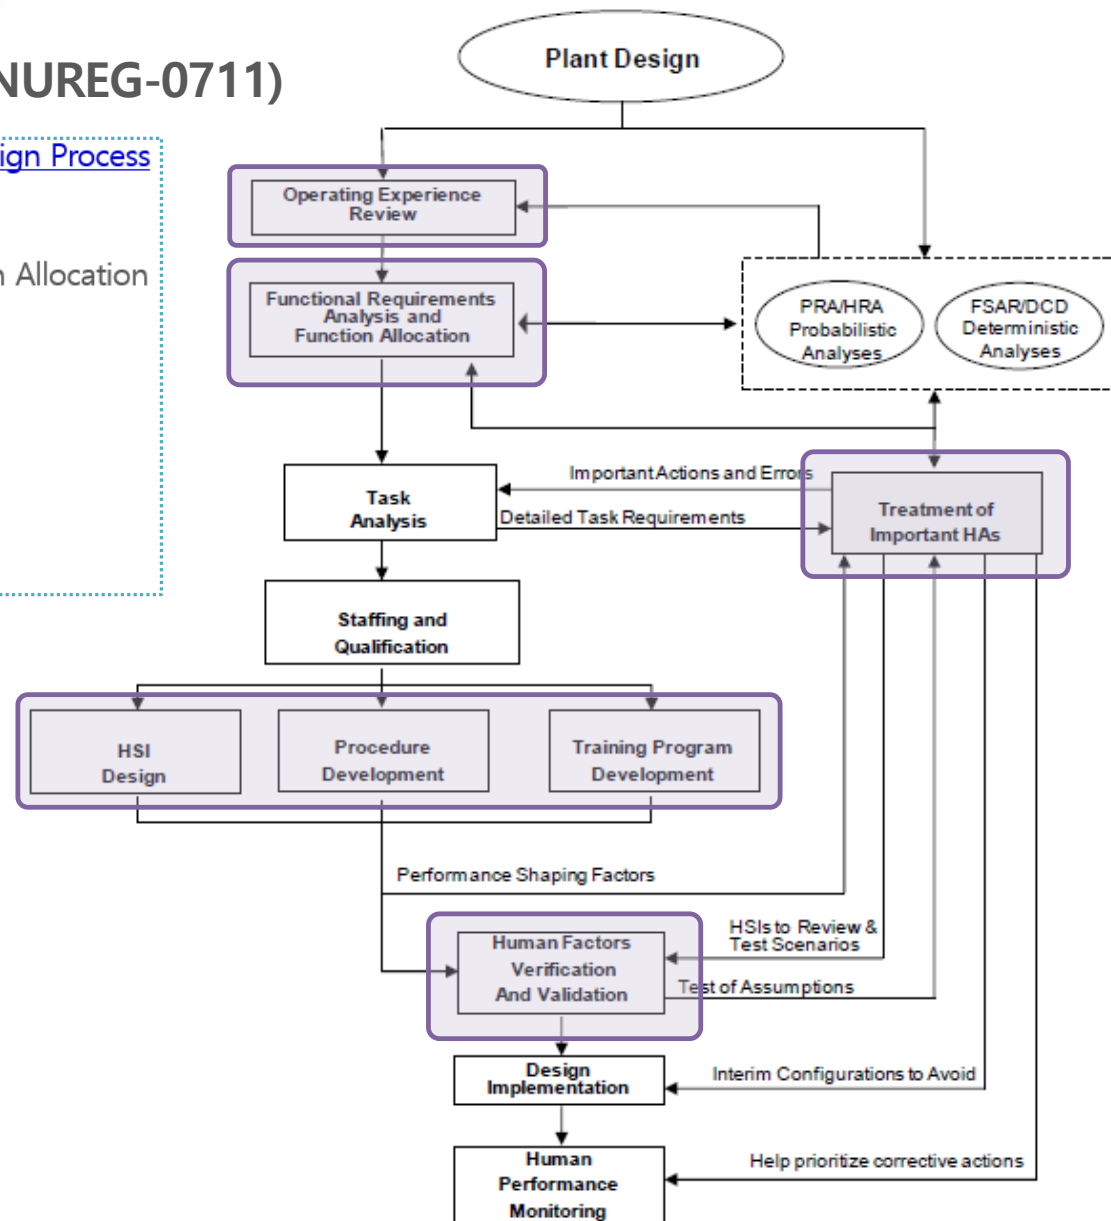 NUREG-0711)
ign Process
n Allocation
Plant Design
Operating Experience
Review
Functional Requirements
Analysis and
Function Allocation
PRA/HRA
Probabilistic
Analyses
FSAR/DCD
Deterministic
Analyses
Important Actions and Errors
Task
Analysis
Detailed Task Requirements
Treatment of
Important HAs
Staffing and
Qualification
HSI
Design
Procedure
Development
Training Program
Development
Performance Shaping Factors
HSIs to Review &
Test Scenarios
Human Factors
Verification
And Validation
Test of Assumptions
Design
Implementation
Interim Configurations to Avoid
Human
Performance
Monitoring
Help prioritize corrective actions